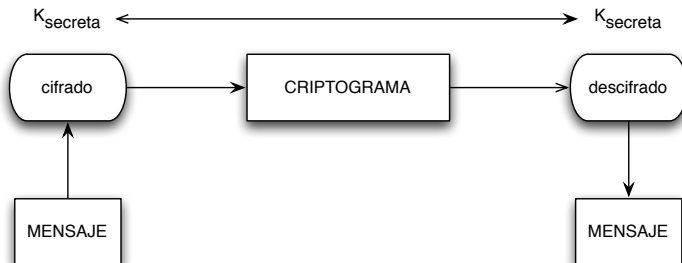 Ksecreta Ksecreta
cifrado CRIPTOGRAMA descifrado
MENSAJE MENSAJE